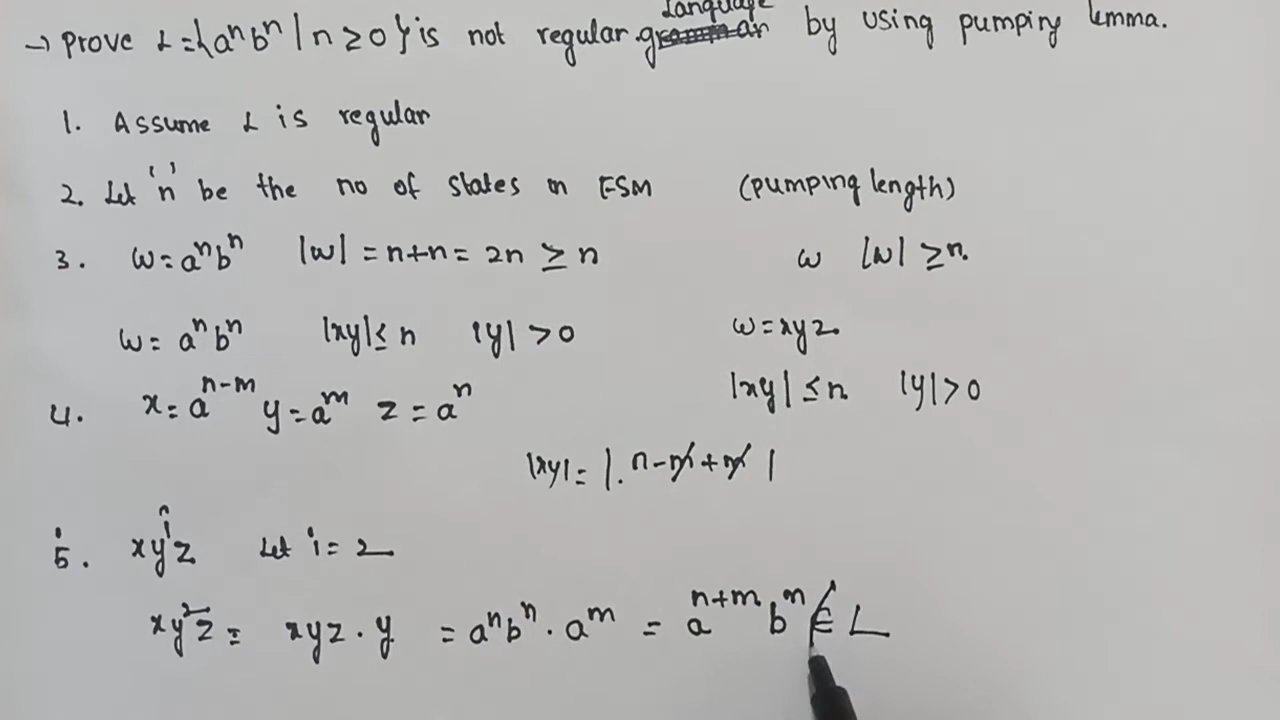 Language
→ Prove L = {aⁿbⁿ | n ≥ 0} is not regular by using pumping lemma.
1. Assume L is regular
2. Let 'n' be the no of states in FSM (pumping length)
3. w = aⁿbⁿ |w| = n+n = 2n ≥ n w |w| ≥ n.
w = aⁿbⁿ |xy| ≤ n |y| > 0 w = xyz.
4. x = aⁿ⁻ᵐ y = aᵐ z = aⁿ |xy| ≤ n |y| > 0
|xy| = |.n-m+m|
5. xyⁱz Let i = 2
xy²z = xyz.y = aⁿbⁿ.aᵐ = aⁿ⁺ᵐbⁿ ∉ L